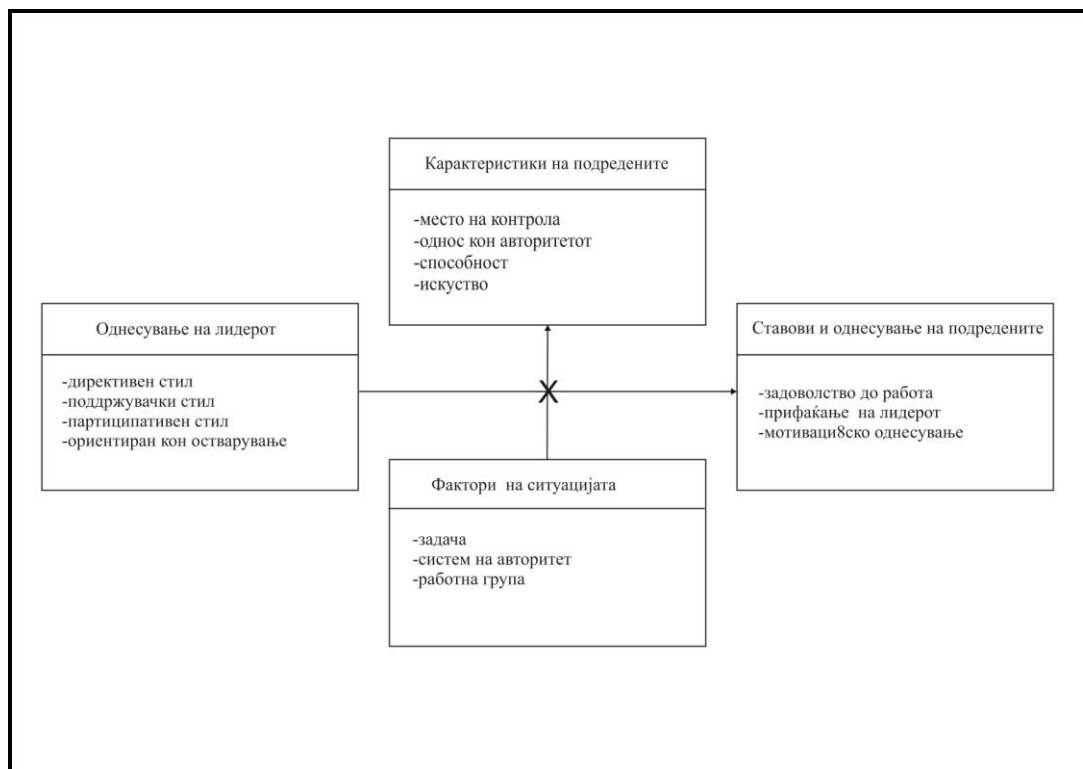 Карактеристики на подредените
-место на контрола
-однос кон авторитетот
-способност
-искуство
Однесување на лидерот
-директивен стил
-поддржувачки стил
-партиципативен стил
-ориентиран кон остварување
X
Ставови и однесување на подредените
-задоволство до работа
-прифаќање на лидерот
-мотиваци8ско однесување
Фактори на ситуацијата
-задача
-систем на авторитет
-работна група